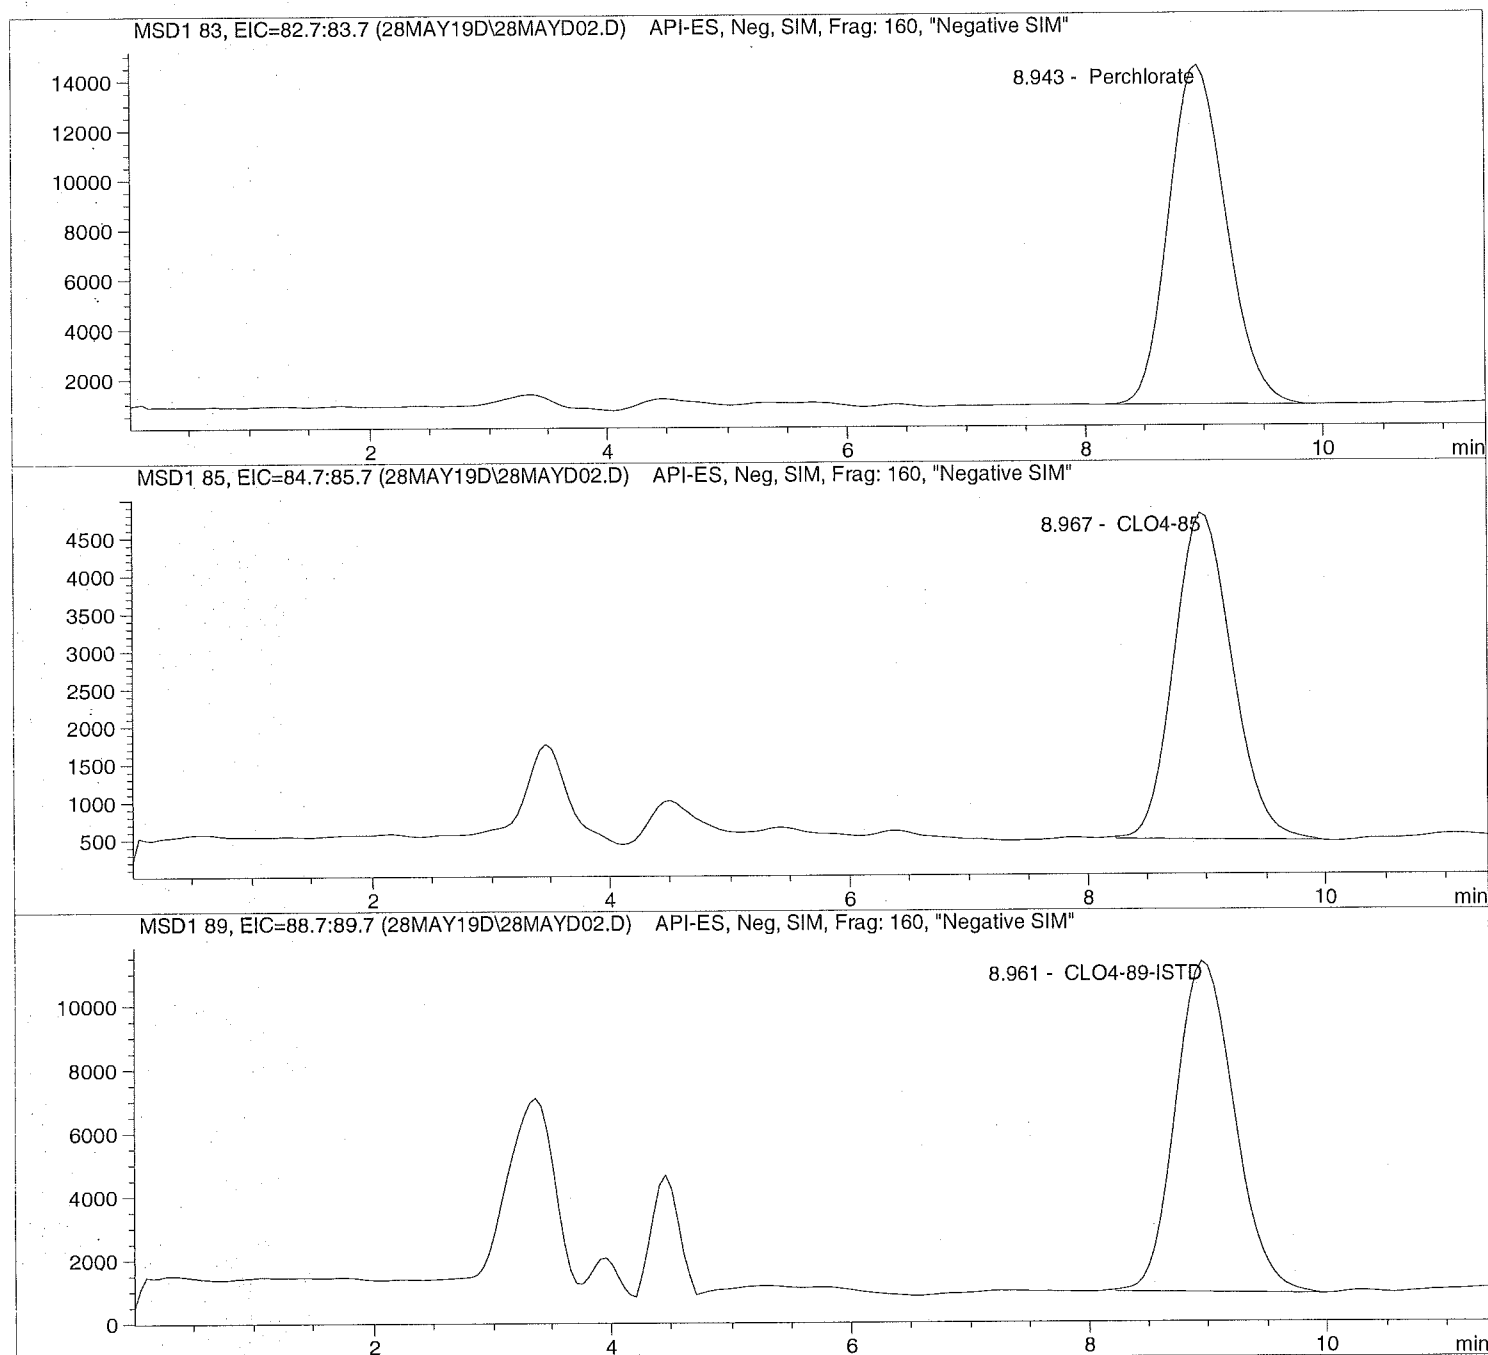 MSD1 83, EIC=82.7:83.7 (28MAY19D\28MAYD02.D) API-ES, Neg, SIM, Frag: 160, "Negative SIM"
8.943 - Perchlorate
14000
12000
10000
8000
6000
4000
2000
2 4 6 8 10 min
MSD1 85, EIC=84.7:85.7 (28MAY19D\28MAYD02.D) API-ES, Neg, SIM, Frag: 160, "Negative SIM"
8.967 - CLO4-85
4500
4000
3500
3000
2500
2000
1500
1000
500
2 4 6 8 10 min
MSD1 89, EIC=88.7:89.7 (28MAY19D\28MAYD02.D) API-ES, Neg, SIM, Frag: 160, "Negative SIM"
8.961 - CLO4-89-ISTD
10000
8000
6000
4000
2000
0
2 4 6 8 10 min